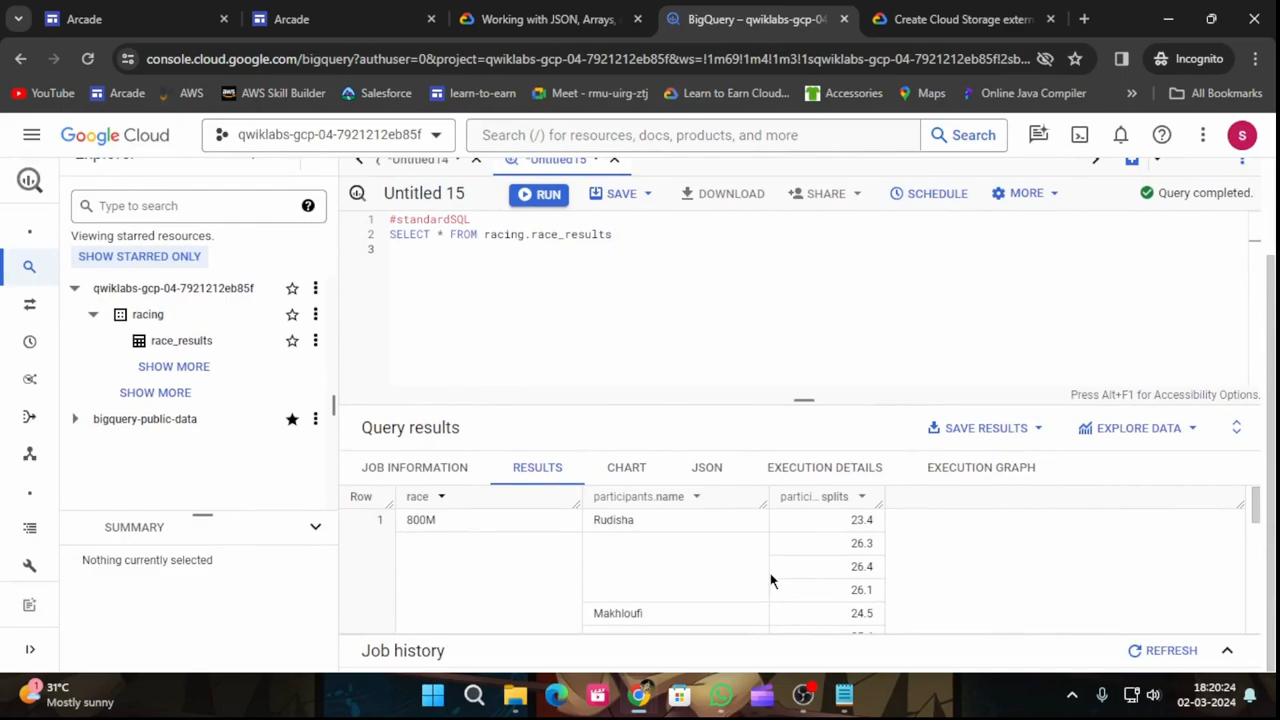 Arcade
Arcade
Working with JSON, Arrays,
BigQuery – qwiklabs-gcp-04-
Create Cloud Storage extern
console.cloud.google.com/bigquery?authuser=0&project=qwiklabs-gcp-04-7921212eb85f&ws=!1m69!1m4!1m3!1sqwiklabs-gcp-04-7921212eb85f!2sb...
Incognito
YouTube
Arcade
AWS
AWS Skill Builder
Salesforce
learn-to-earn
Meet - rmu-uirg-ztj
Learn to Earn Cloud...
Accessories
Maps
Online Java Compiler
All Bookmarks
Google Cloud
qwiklabs-gcp-04-7921212eb85f
Search (/) for resources, docs, products, and more
Search
S
*Untitled14
*Untitled15
Type to search
Viewing starred resources.
SHOW STARRED ONLY
qwiklabs-gcp-04-7921212eb85f
racing
race_results
SHOW MORE
SHOW MORE
bigquery-public-data
SUMMARY
Nothing currently selected
Untitled 15
RUN
SAVE
DOWNLOAD
SHARE
SCHEDULE
MORE
Query completed.
1 #standardSQL
2 SELECT * FROM racing.race_results
3
Press Alt+F1 for Accessibility Options.
Query results
SAVE RESULTS
EXPLORE DATA
JOB INFORMATION
RESULTS
CHART
JSON
EXECUTION DETAILS
EXECUTION GRAPH
Row race participants.name partici... splits
1 800M Rudisha 23.4
26.3
26.4
26.1
Makhloufi 24.5
Job history
REFRESH
1
31°C
Mostly sunny
18:20:24
02-03-2024